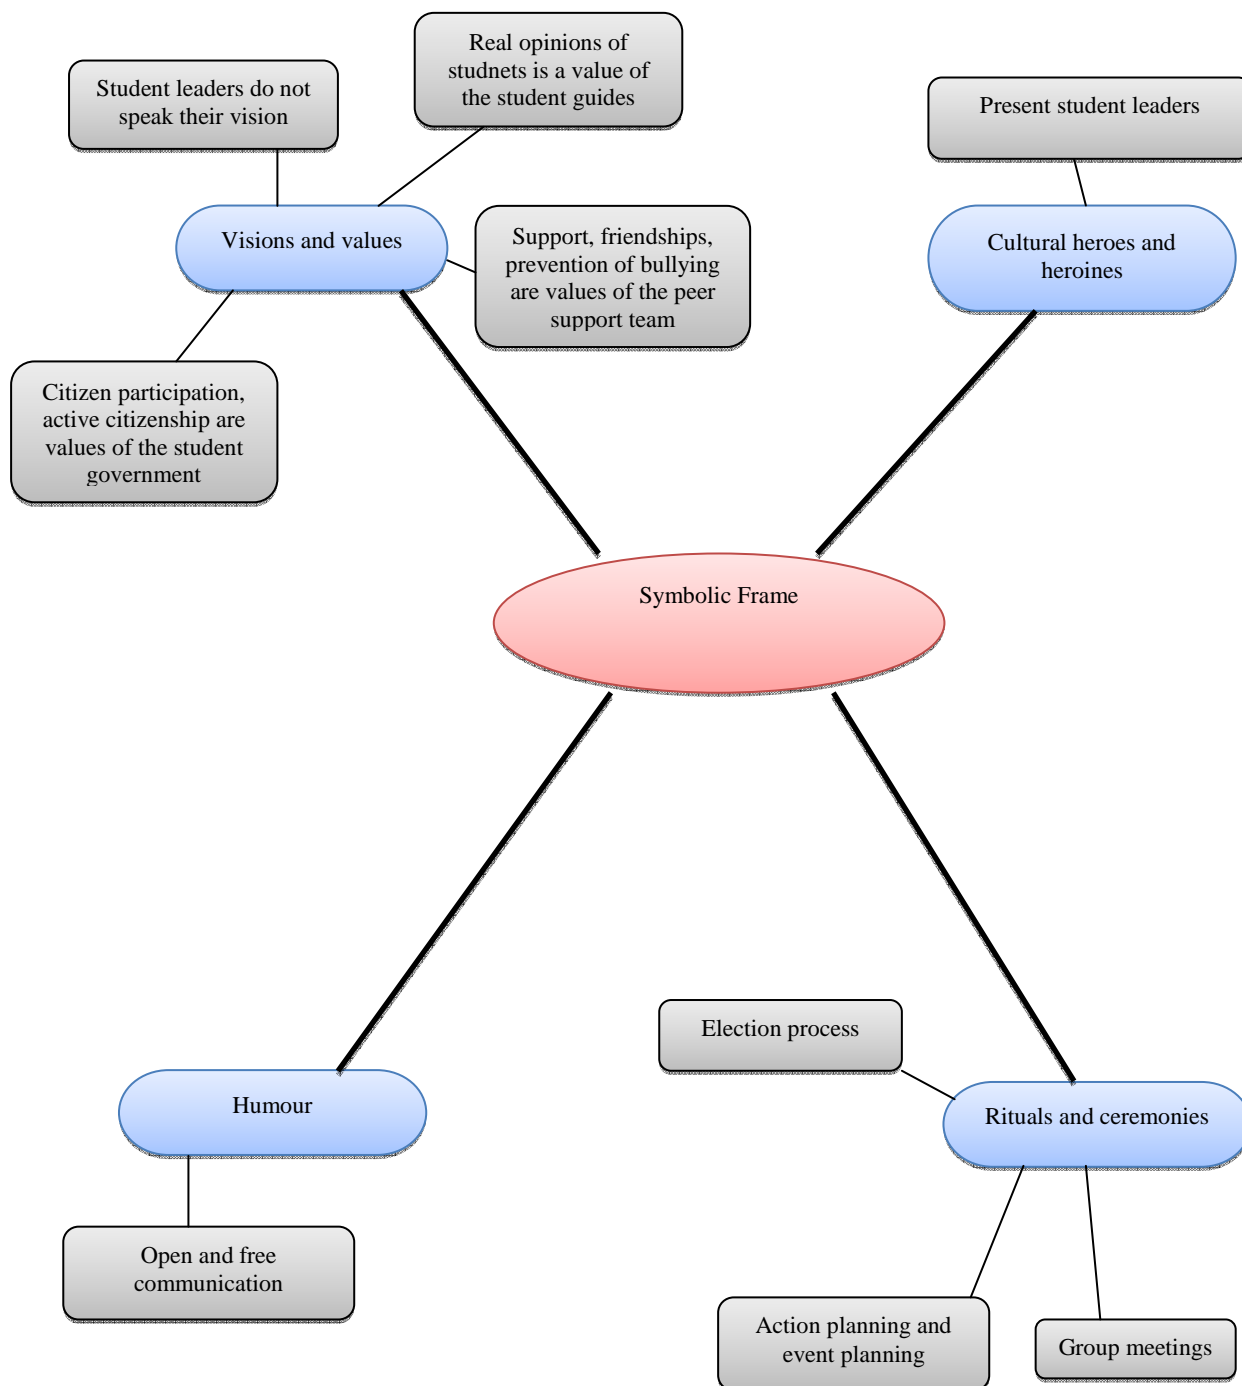 Real opinions of
studnets is a value of
the student guides
Student leaders do not
speak their vision
Present student leaders
Visions and values
Support, friendships,
prevention of bullying
are values of the peer
support team
Cultural heroes and
heroines
Citizen participation,
active citizenship are
values of the student
government
Symbolic Frame
Election process
Humour
Rituals and ceremonies
Open and free
communication
Action planning and
event planning
Group meetings